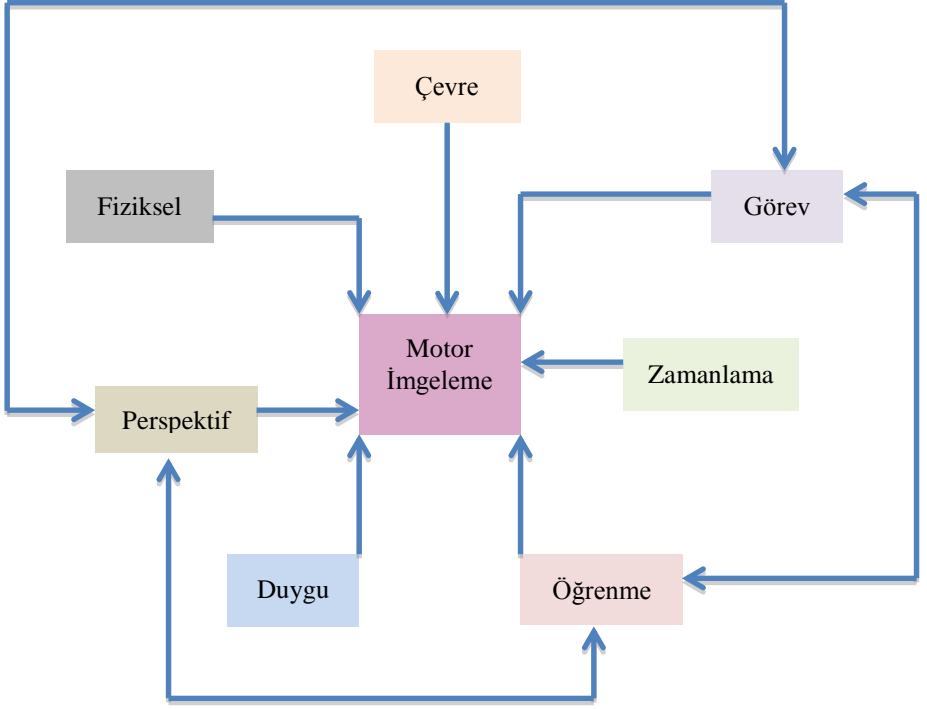 Çevre
Fiziksel
Görev
Motor
İmgeleme
Zamanlama
Perspektif
Duygu
Öğrenme